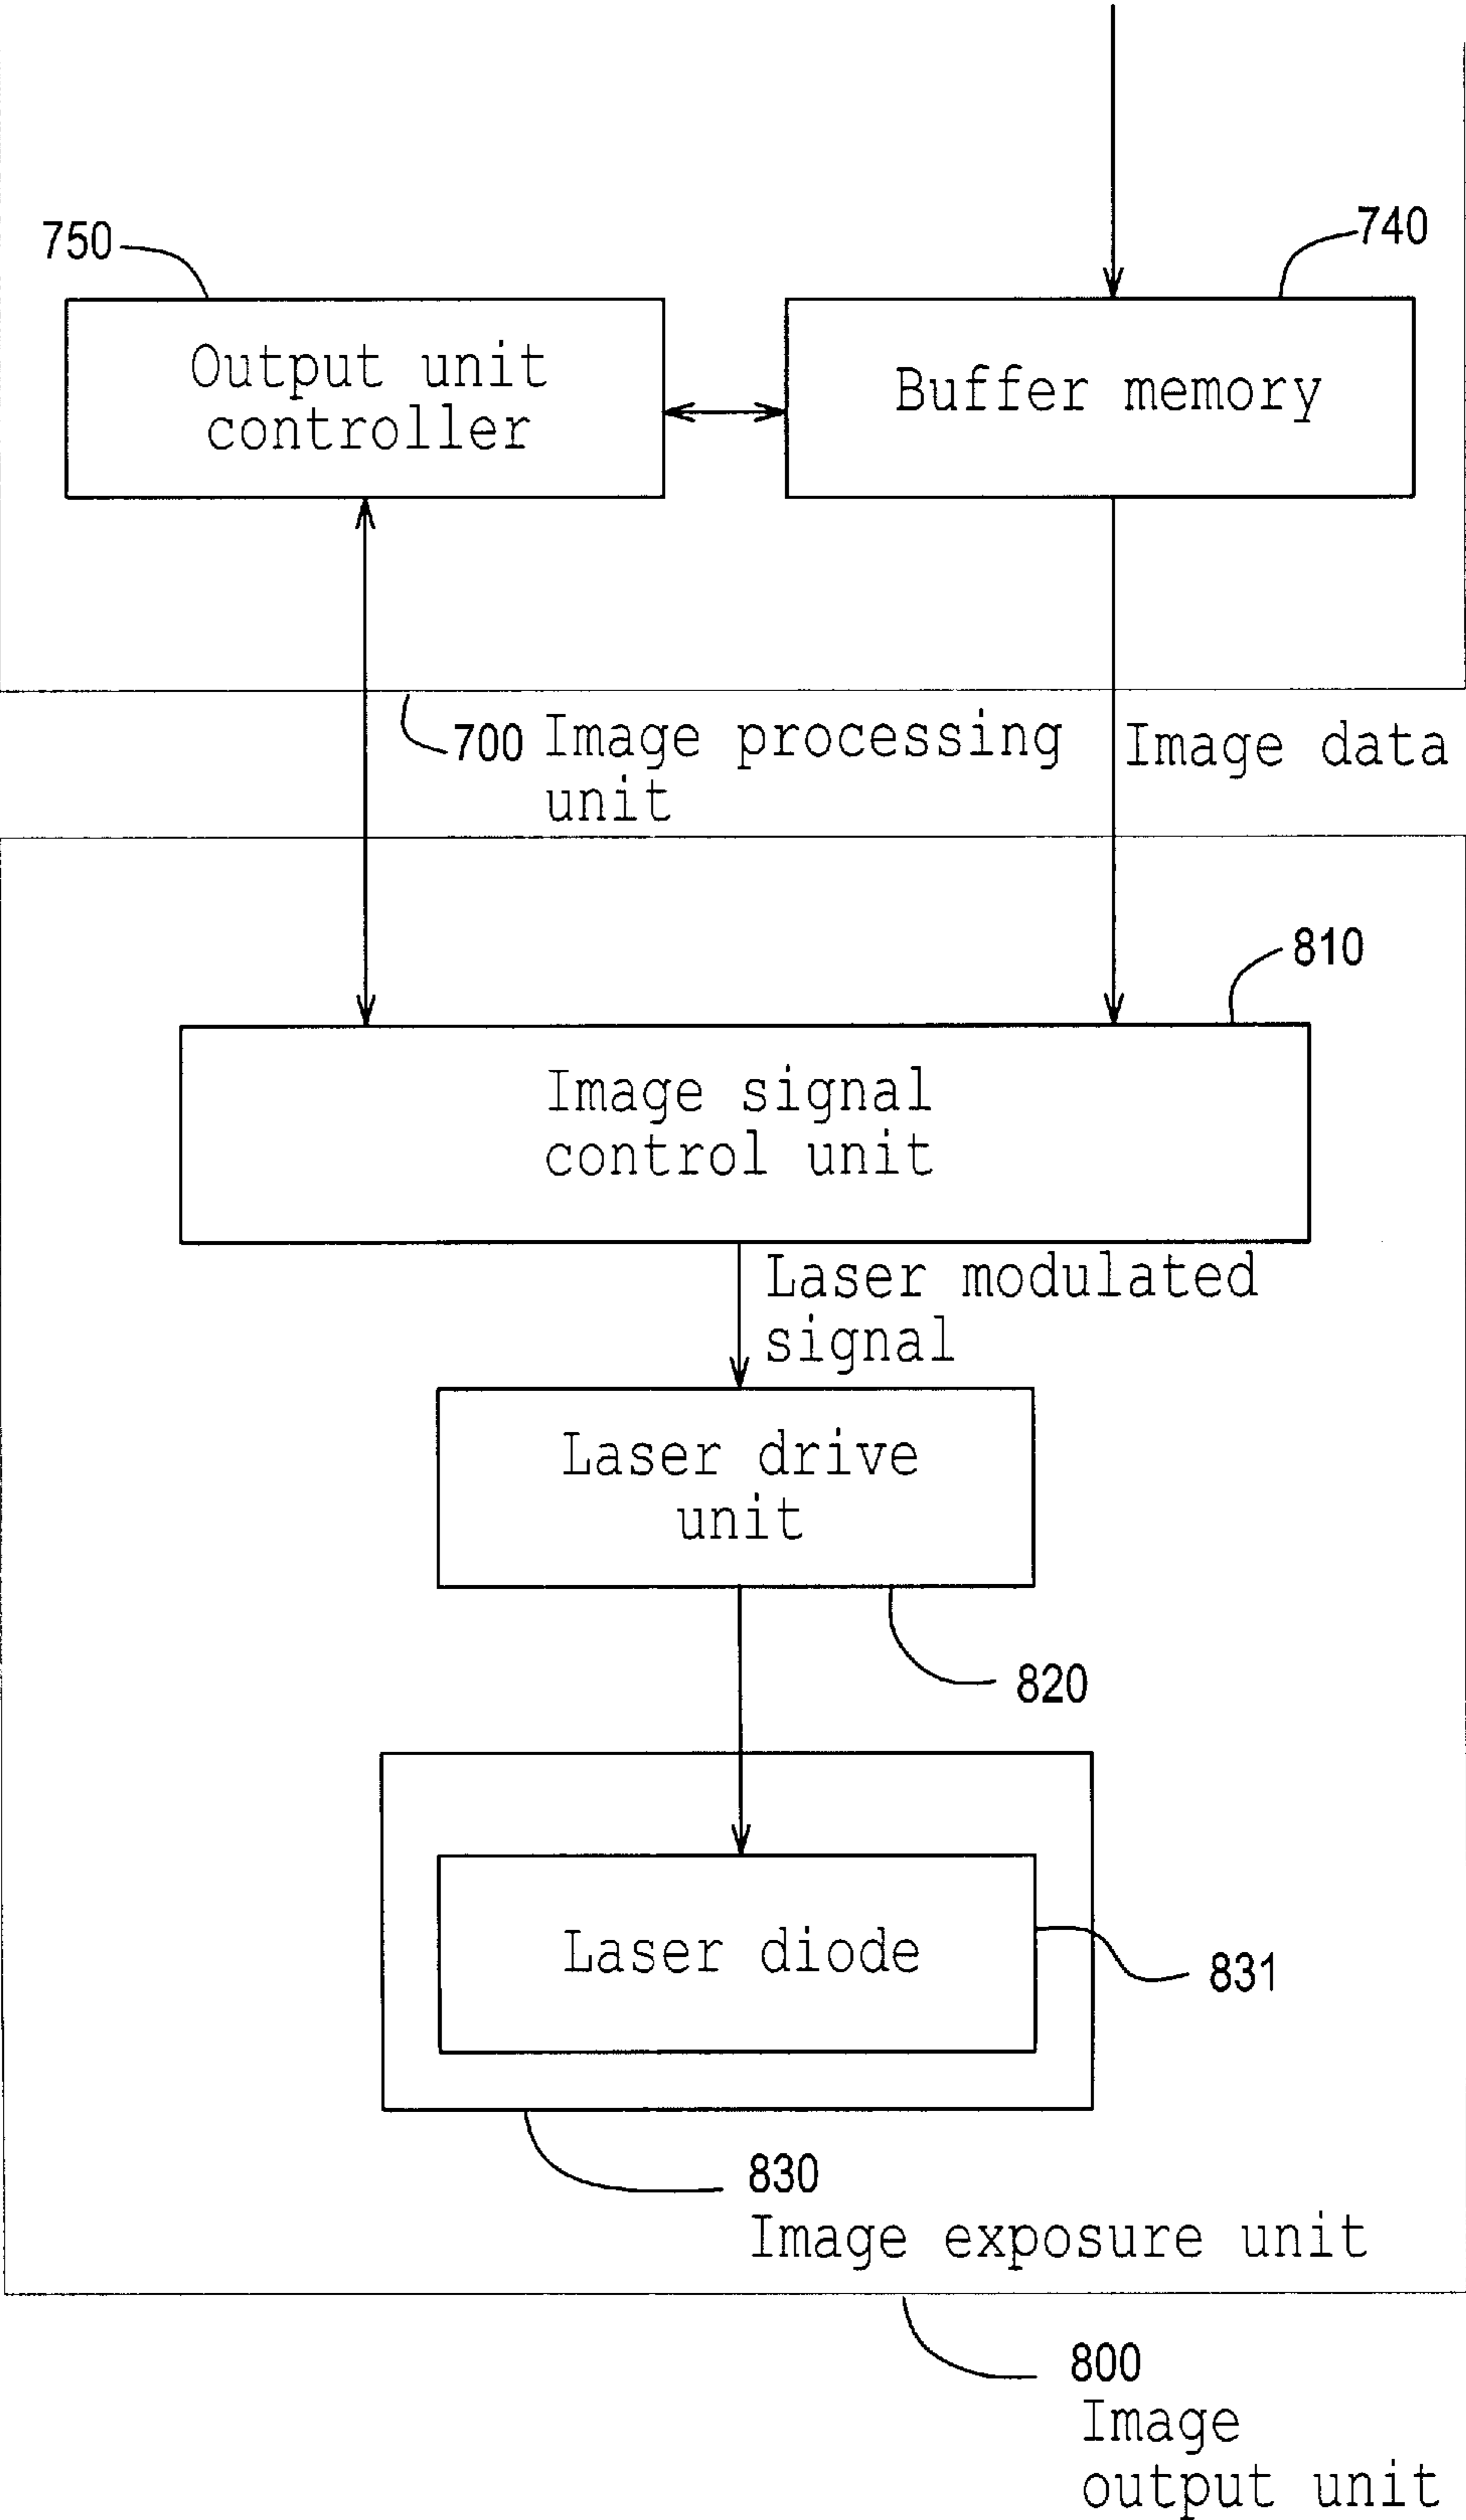 750
740
Output unit
controller
Buffer memory
700 Image processing
unit
Image data
810
Image signal
control unit
Laser modulated
signal
Laser drive
unit
820
Laser diode
831
830
Image exposure unit
800
Image
output unit